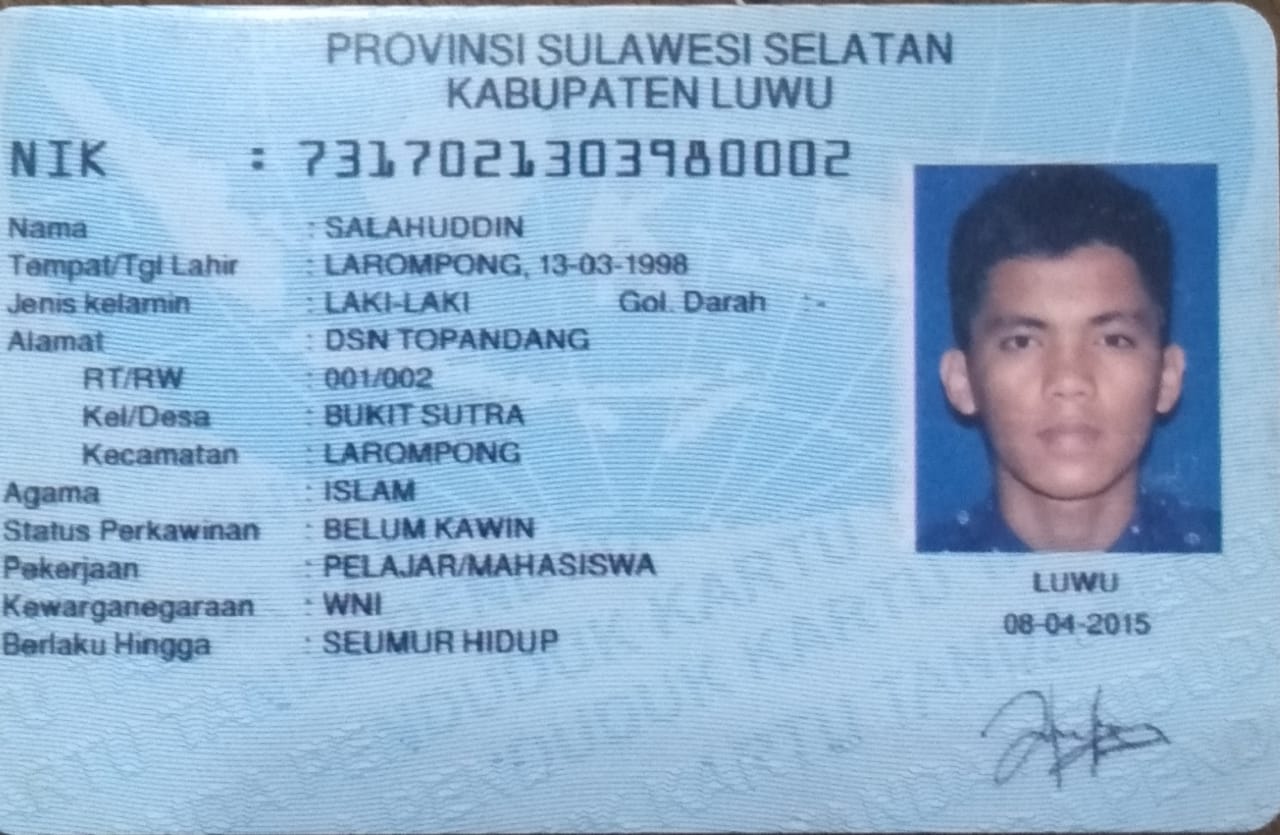 PROVINSI SULAWESI SELATAN
KABUPATEN LUWU
NIK : 7317021303980002
Nama : SALAHUDDIN
Tempat/Tgl Lahir : LAROMPONG, 13-03-1998
Jenis kelamin : LAKI-LAKI Gol. Darah : -
Alamat : DSN TOPANDANG
RT/RW : 001/002
Kel/Desa : BUKIT SUTRA
Kecamatan : LAROMPONG
Agama : ISLAM
Status Perkawinan : BELUM KAWIN
Pekerjaan : PELAJAR/MAHASISWA
Kewarganegaraan : WNI
Berlaku Hingga : SEUMUR HIDUP
LUWU
08-04-2015